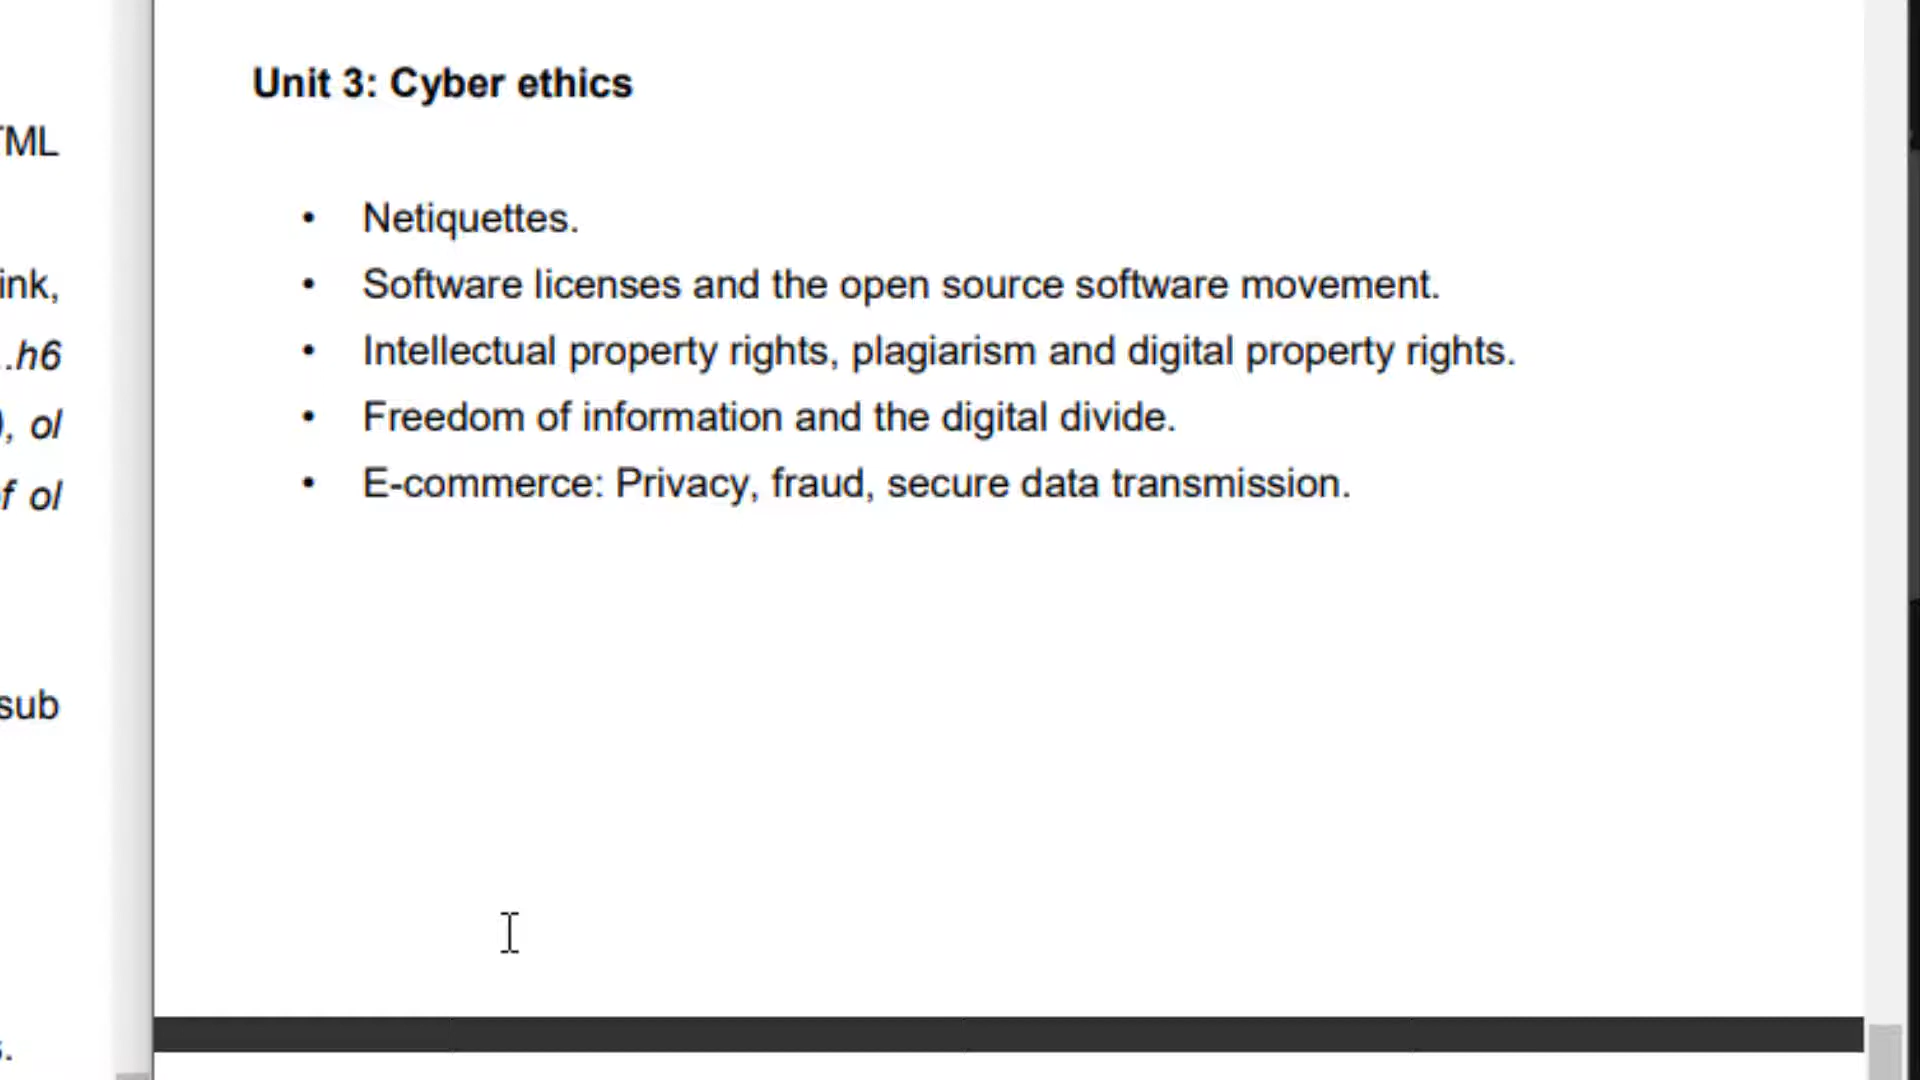 Unit 3: Cyber ethics
TML
• Netiquettes.
ink,
• Software licenses and the open source software movement.
..h6
• Intellectual property rights, plagiarism and digital property rights.
), ol
• Freedom of information and the digital divide.
f ol
• E-commerce: Privacy, fraud, secure data transmission.
sub